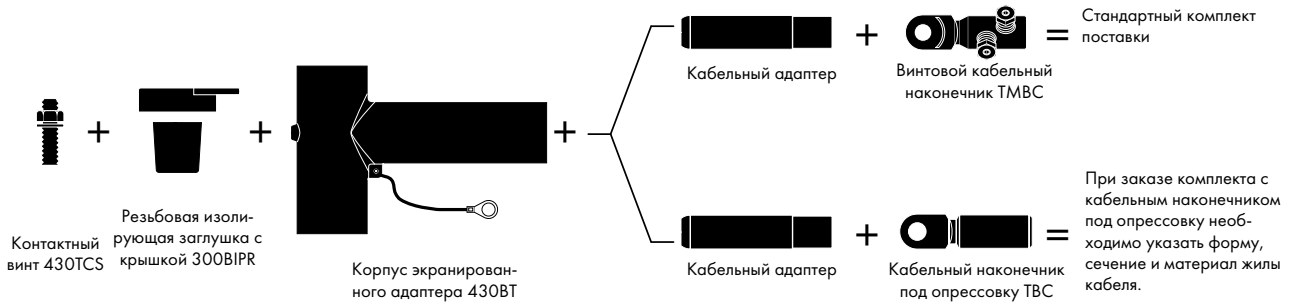 Контактный
винт 430TCS
Резьбовая изоли-
рующая заглушка с
крышкой 300BIPR
Корпус экранирован-
ного адаптера 430BT
Кабельный адаптер
Винтовой кабельный
наконечник ТМВС
Стандартный комплект
поставки
Кабельный адаптер
Кабельный наконечник
под опрессовку ТВС
При заказе комплекта с
кабельным наконечником
под опрессовку необ-
ходимо указать форму,
сечение и материал жилы
кабеля.